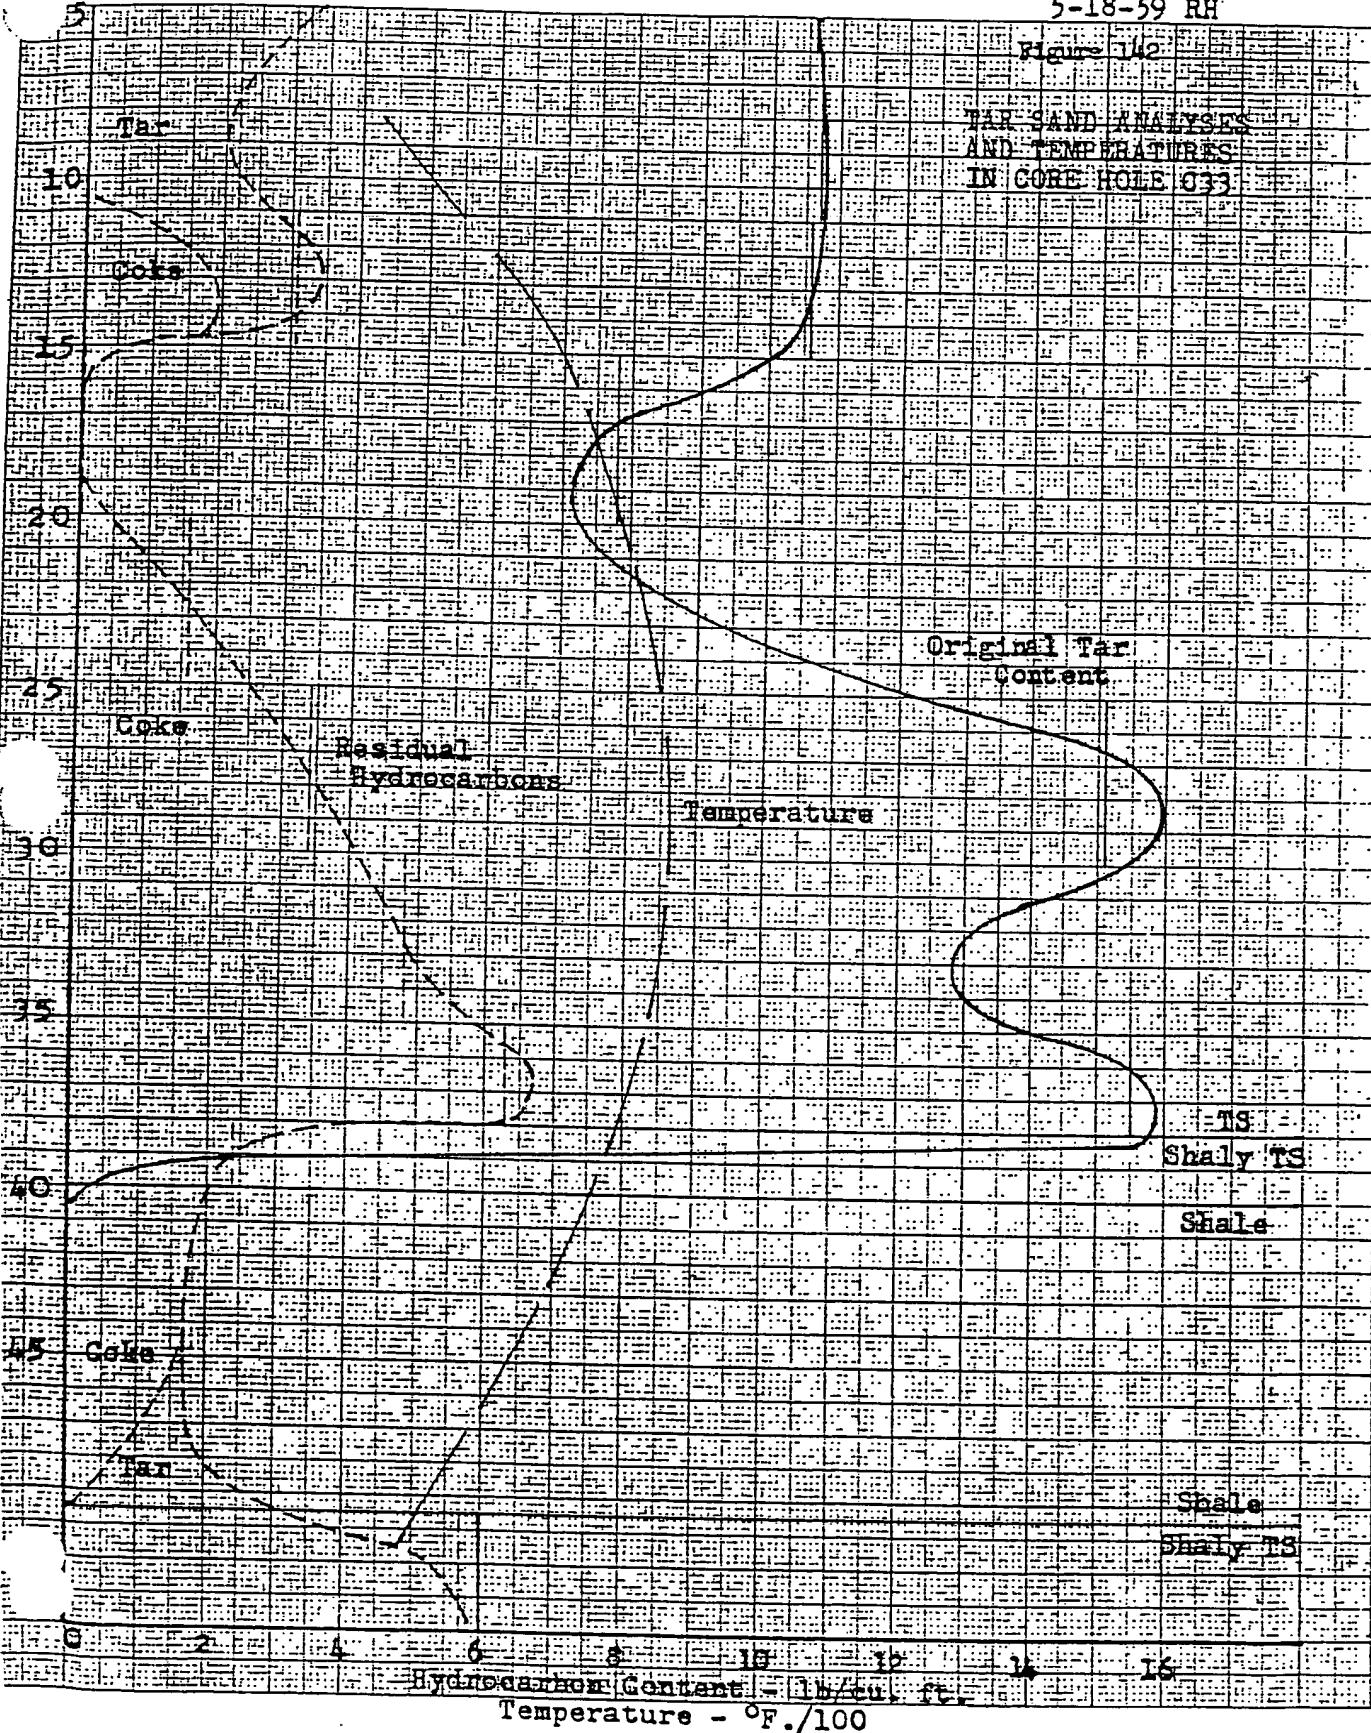 5-18-59 RH
Figure 142
TAR SAND ANALYSES
AND TEMPERATURES
IN CORE HOLE C33
5
Tar
10
Coke
15
20
Original Tar
Content
25
Coke
Residual
Hydrocarbons
Temperature
30
35
TS
Shaly TS
40
Shale
45
Coke
Tar
Shale
Shaly TS
0 2 4 6 8 10 12 14 16
Hydrocarbon Content - lb/cu. ft.
Temperature - °F./100